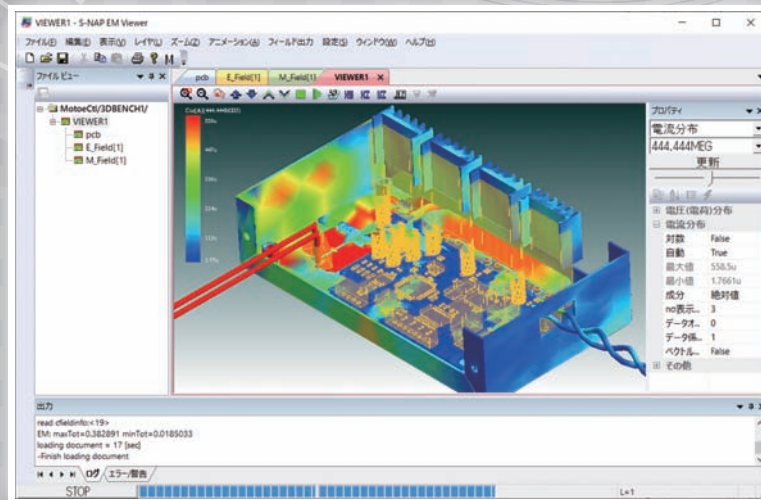 VIEWER1 - S-NAP EM Viewer
ファイル(F) 編集(E) 表示(V) レイヤ(L) ズーム(Z) アニメーション(A) フィールド出力 設定(S) ウィンドウ(W) ヘルプ(H)
ファイル ビュー
pcb E_Field[1] M_Field[1] VIEWER1
MotoeCtl/3DBENCH1/
VIEWER1
pcb
E_Field[1]
M_Field[1]
プロパティ
電流分布
444.444MEG
更新
電圧(電荷)分布
電流分布
対数 False
自動 True
最大値 558.5u
最小値 1.7661u
成分 絶対値
no表示... 3
データオ... 0
データ係... 1
ベクトル... False
その他
出力
read cfieldinfo:<19>
EM: maxTot=0.382891 minTot=0.0185033
loading document = 17 [sec]
-Finish loading document
ログ エラー/警告
STOP L=1